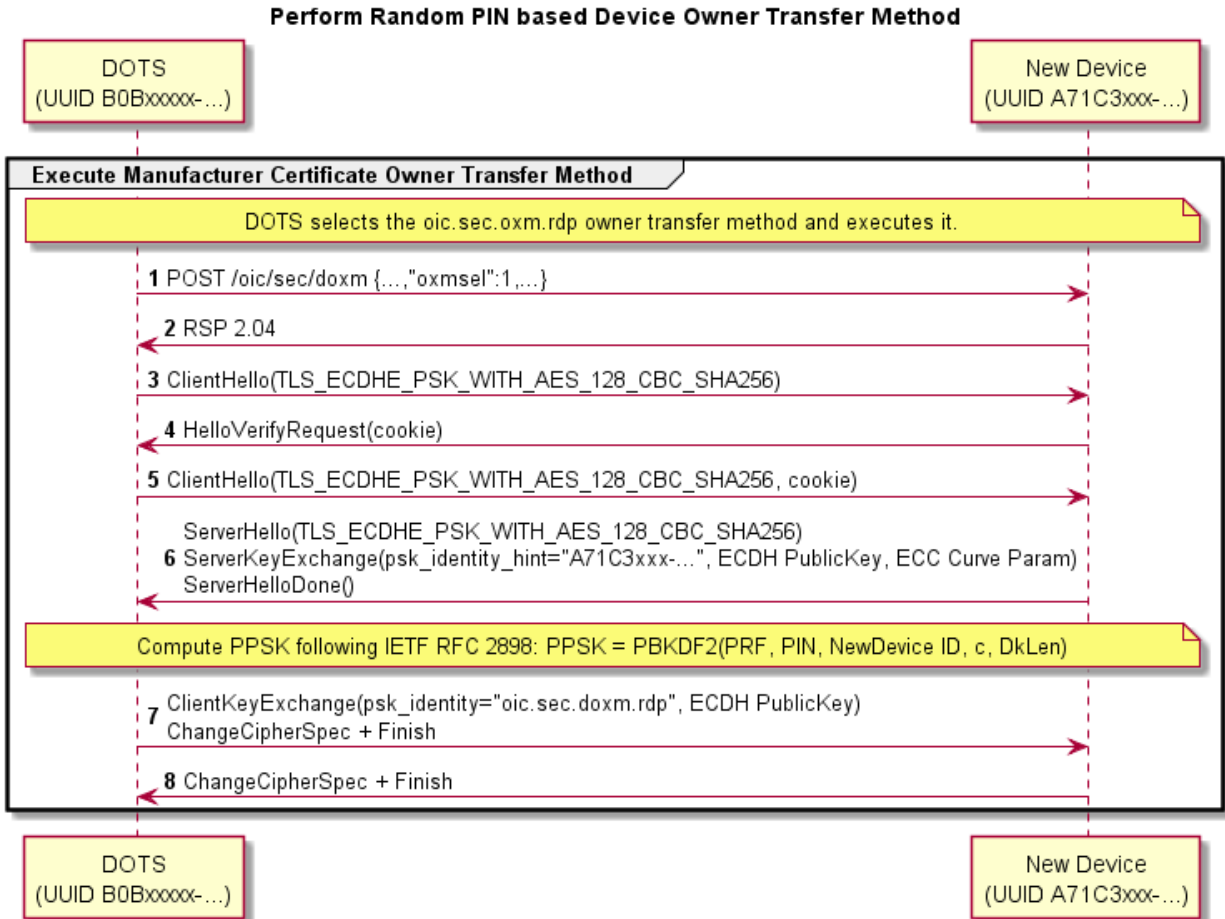 Perform Random PIN based Device Owner Transfer Method
DOTS
(UUID B0Bxxxxx-...)
New Device
(UUID A71C3xxx-...)
Execute Manufacturer Certificate Owner Transfer Method
DOTS selects the oic.sec.oxm.rdp owner transfer method and executes it.
1 POST /oic/sec/doxm {...,"oxmsel":1,...}
2 RSP 2.04
3 ClientHello(TLS_ECDHE_PSK_WITH_AES_128_CBC_SHA256)
4 HelloVerifyRequest(cookie)
5 ClientHello(TLS_ECDHE_PSK_WITH_AES_128_CBC_SHA256, cookie)
ServerHello(TLS_ECDHE_PSK_WITH_AES_128_CBC_SHA256)
6 ServerKeyExchange(psk_identity_hint="A71C3xxx-...", ECDH PublicKey, ECC Curve Param)
ServerHelloDone()
Compute PPSK following IETF RFC 2898: PPSK = PBKDF2(PRF, PIN, NewDevice ID, c, DkLen)
7 ClientKeyExchange(psk_identity="oic.sec.doxm.rdp", ECDH PublicKey)
ChangeCipherSpec + Finish
8 ChangeCipherSpec + Finish
DOTS
(UUID B0Bxxxxx-...)
New Device
(UUID A71C3xxx-...)